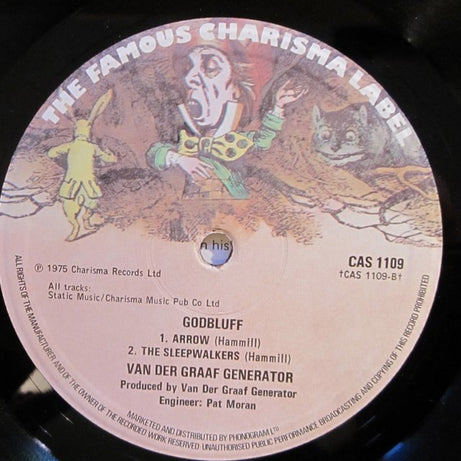 THE FAMOUS CHARISMA LABEL
n his
℗ 1975 Charisma Records Ltd
CAS 1109
†CAS 1109-B†
All tracks:
Static Music/Charisma Music Pub Co Ltd
GODBLUFF
1. ARROW (Hammill)
2. THE SLEEPWALKERS (Hammill)
VAN DER GRAAF GENERATOR
Produced by Van Der Graaf Generator
Engineer: Pat Moran
MARKETED AND DISTRIBUTED BY PHONOGRAM LTD
ALL RIGHTS OF THE MANUFACTURER AND OF THE OWNER OF THE RECORDED WORK RESERVED UNAUTHORISED PUBLIC PERFORMANCE BROADCASTING AND COPYING OF THIS RECORD PROHIBITED